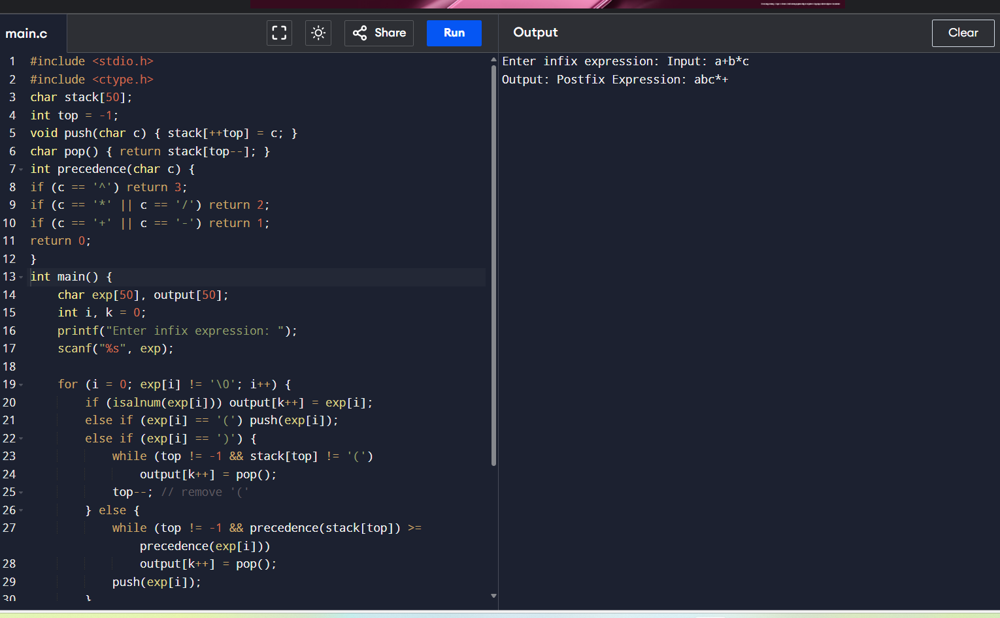 main.c
Share
Run
Output
Clear
1 #include <stdio.h>
2 #include <ctype.h>
3 char stack[50];
4 int top = -1;
5 void push(char c) { stack[++top] = c; }
6 char pop() { return stack[top--]; }
7 int precedence(char c) {
8 if (c == '^') return 3;
9 if (c == '*' || c == '/') return 2;
10 if (c == '+' || c == '-') return 1;
11 return 0;
12 }
13 int main() {
14 char exp[50], output[50];
15 int i, k = 0;
16 printf("Enter infix expression: ");
17 scanf("%s", exp);
18
19 for (i = 0; exp[i] != '\0'; i++) {
20 if (isalnum(exp[i])) output[k++] = exp[i];
21 else if (exp[i] == '(') push(exp[i]);
22 else if (exp[i] == ')') {
23 while (top != -1 && stack[top] != '(')
24 output[k++] = pop();
25 top--; // remove '('
26 } else {
27 while (top != -1 && precedence(stack[top]) >=
precedence(exp[i]))
28 output[k++] = pop();
29 push(exp[i]);
30 }
Enter infix expression: Input: a+b*c
Output: Postfix Expression: abc*+